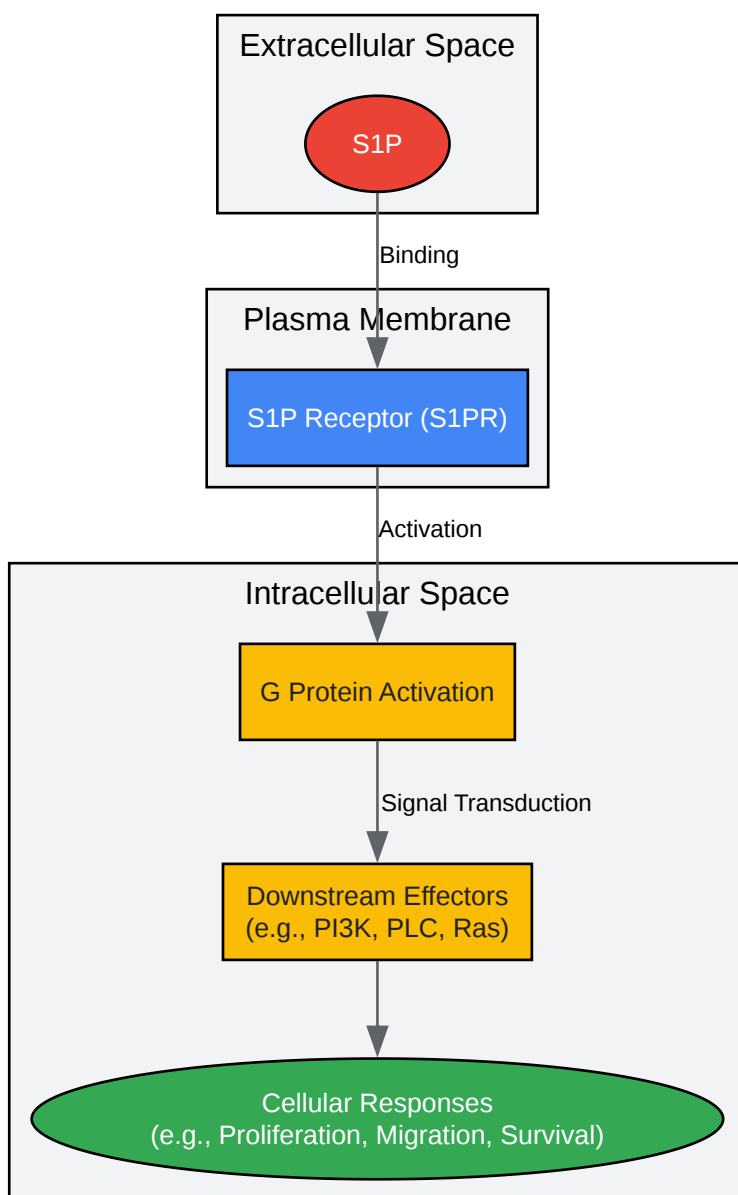 Extracellular Space
S1P
Binding
Plasma Membrane
S1P Receptor (S1PR)
Activation
Intracellular Space
G Protein Activation
Signal Transduction
Downstream Effectors
(e.g., PI3K, PLC, Ras)
Cellular Responses
(e.g., Proliferation, Migration, Survival)